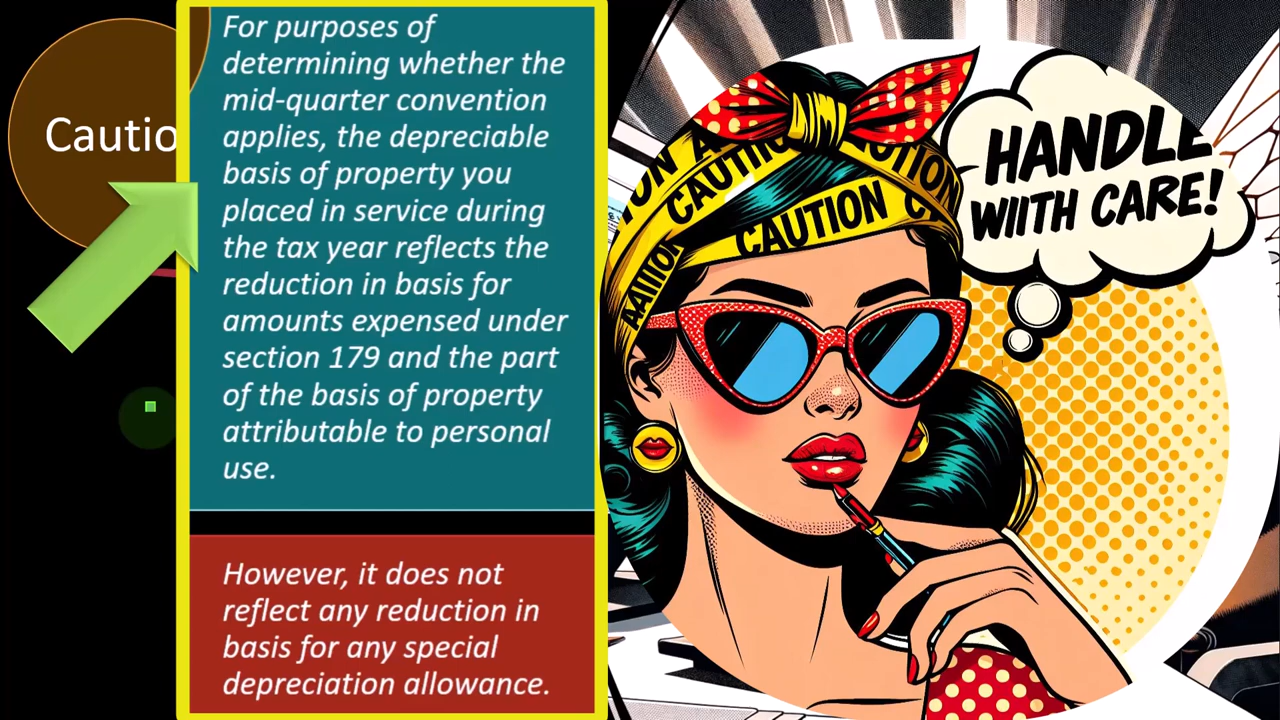 Cautio
For purposes of
determining whether the
mid-quarter convention
applies, the depreciable
basis of property you
placed in service during
the tax year reflects the
reduction in basis for
amounts expensed under
section 179 and the part
of the basis of property
attributable to personal
use.
However, it does not
reflect any reduction in
basis for any special
depreciation allowance.
CAUTION
HANDLE
WIITH CARE!